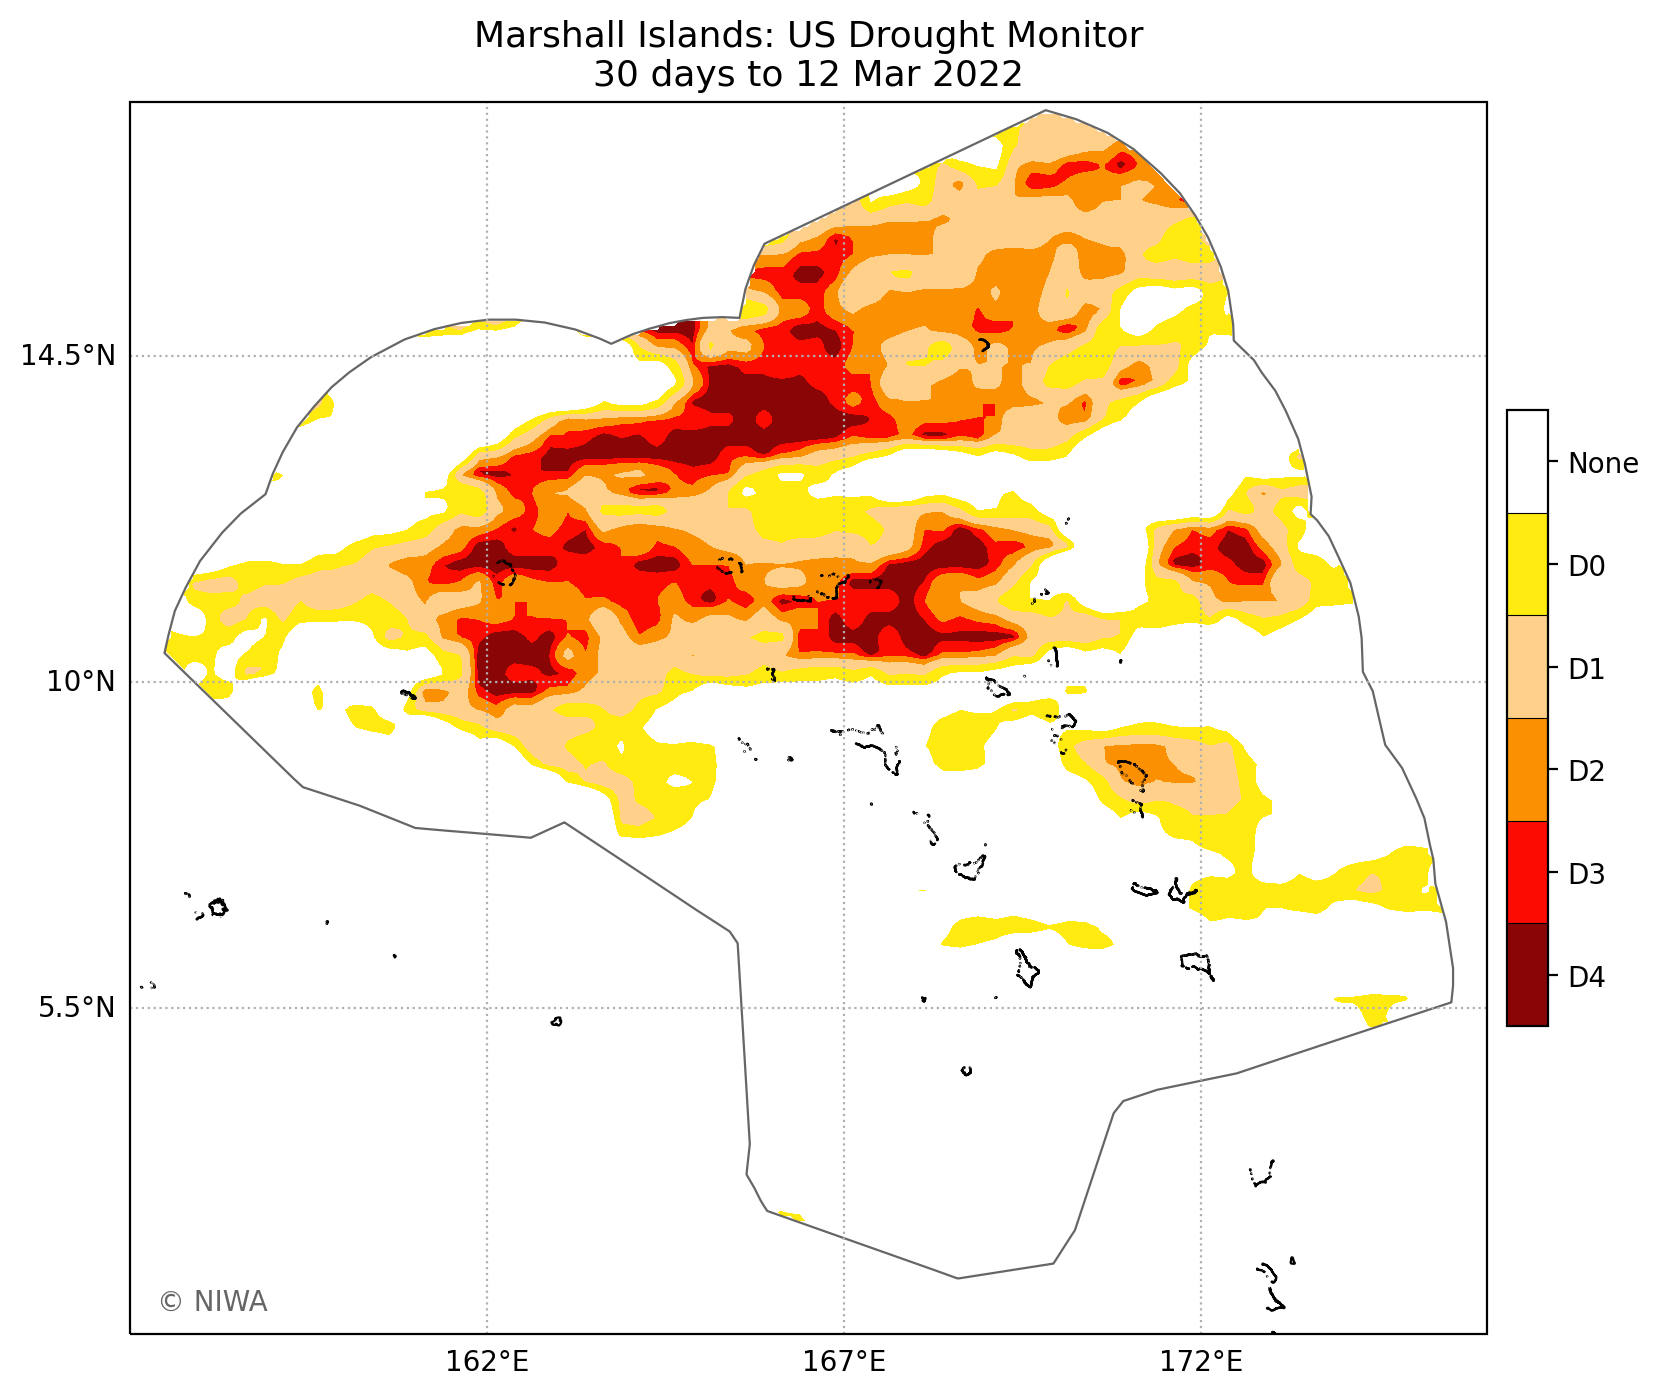 Marshall Islands: US Drought Monitor
30 days to 12 Mar 2022
14.5°N
10°N
5.5°N
162°E
167°E
172°E
None
D0
D1
D2
D3
D4
© NIWA